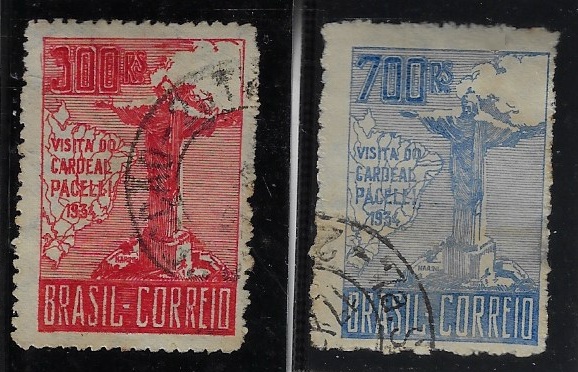 300 RS
VISITA DO
CARDEAL
PACELLI
1934
BRASIL-CORREIO
700 RS
VISITA DO
CARDEAL
PACELLI
1934
BRASIL-CORREIO